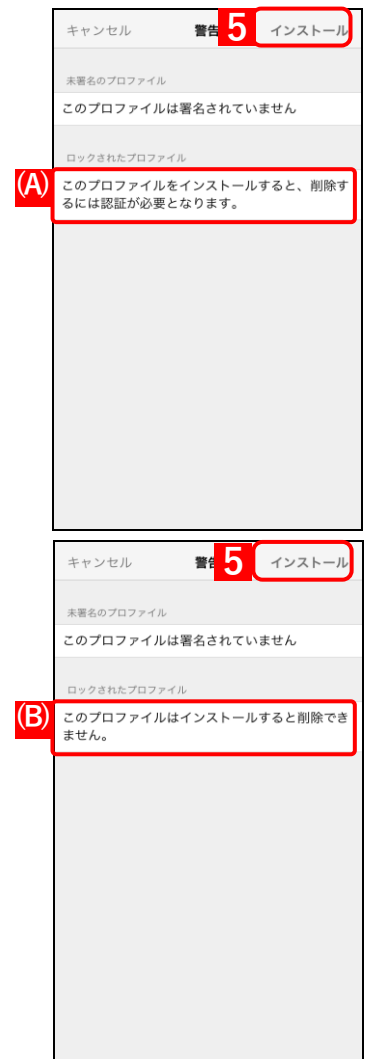 キャンセル 警告 5 インストール
未署名のプロファイル
このプロファイルは署名されていません
ロックされたプロファイル
(A) このプロファイルをインストールすると、削除す
るには認証が必要となります。
キャンセル 警告 5 インストール
未署名のプロファイル
このプロファイルは署名されていません
ロックされたプロファイル
(B) このプロファイルはインストールすると削除でき
ません。